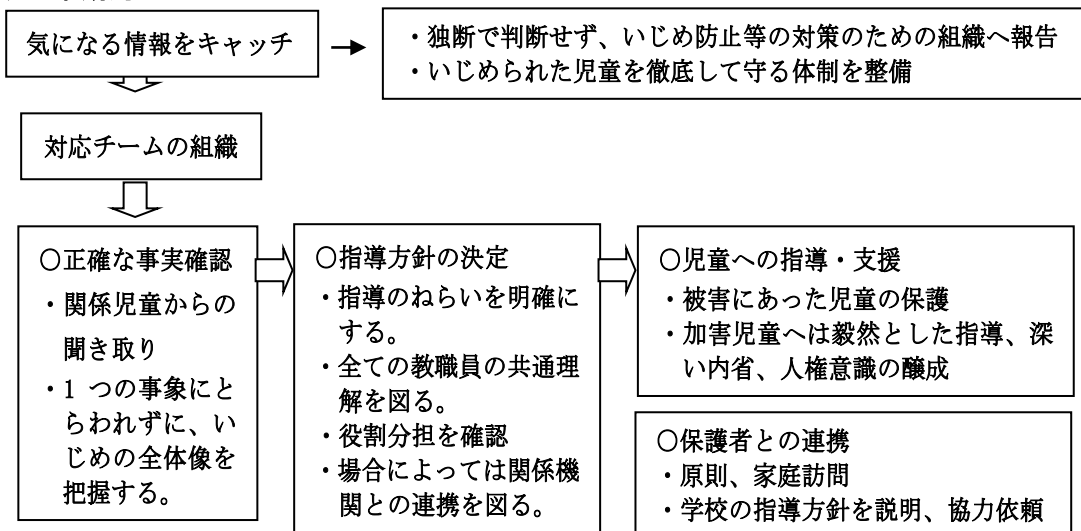 気になる情報をキャッチ
・独断で判断せず、いじめ防止等の対策のための組織へ報告
・いじめられた児童を徹底して守る体制を整備
対応チームの組織
〇正確な事実確認
・関係児童からの
聞き取り
・1 つの事象にと
らわれずに、い
じめの全体像を
把握する。
〇指導方針の決定
・指導のねらいを明確に
する。
・全ての教職員の共通理
解を図る。
・役割分担を確認
・場合によっては関係機
関との連携を図る。
〇児童への指導・支援
・被害にあった児童の保護
・加害児童へは毅然とした指導、深
い内省、人権意識の醸成
〇保護者との連携
・原則、家庭訪問
・学校の指導方針を説明、協力依頼